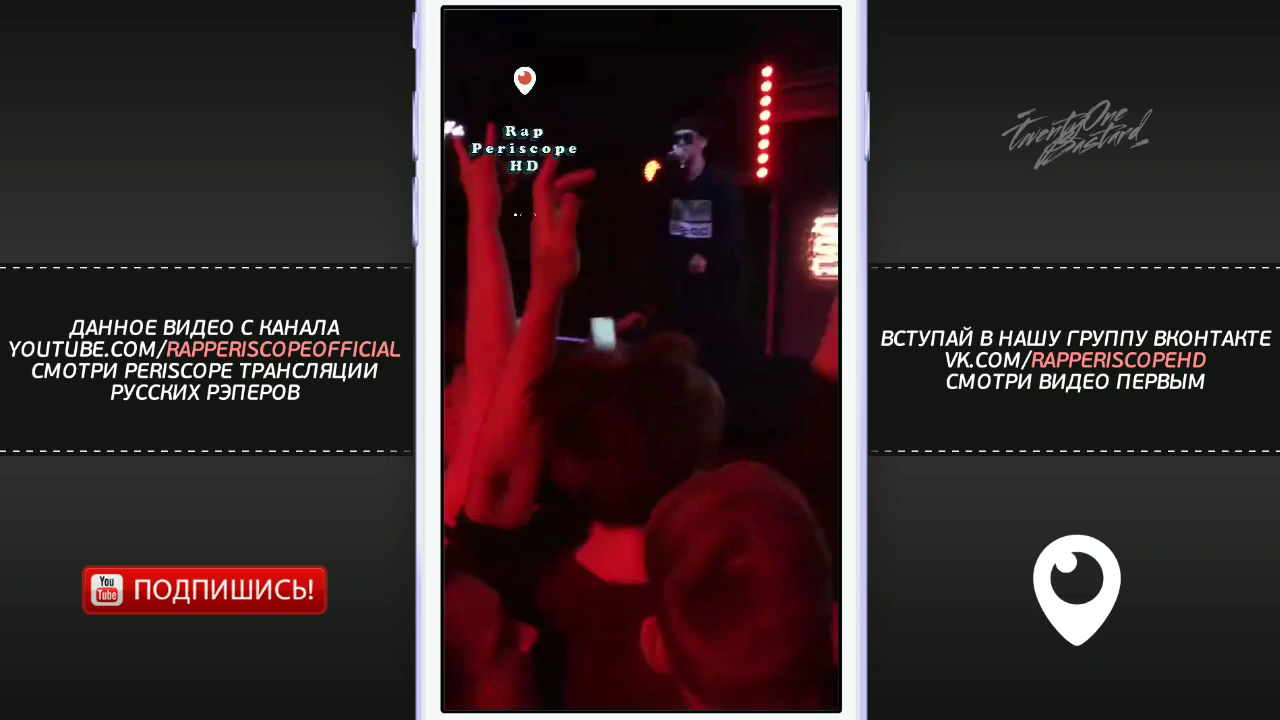 Rap
Periscope
HD
TwentyOne
Bastard
ДАННОЕ ВИДЕО С КАНАЛА
YOUTUBE.COM/RAPPERISCOPEOFFICIAL
СМОТРИ PERISCOPE ТРАНСЛЯЦИИ
РУССКИХ РЭПЕРОВ
ВСТУПАЙ В НАШУ ГРУППУ ВКОНТАКТЕ
VK.COM/RAPPERISCOPEHD
СМОТРИ ВИДЕО ПЕРВЫМ
You
Tube
ПОДПИШИСЬ!